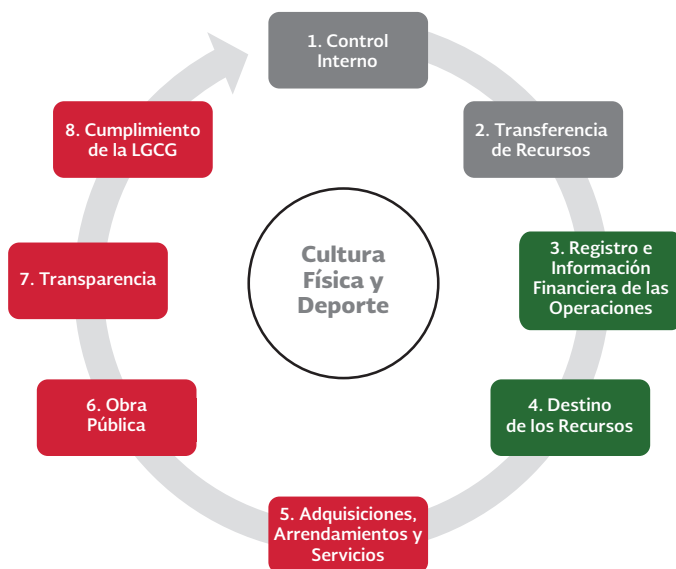 1. Control
Interno
2. Transferencia
de Recursos
3. Registro e
Información
Financiera de las
Operaciones
4. Destino
de los Recursos
5. Adquisiciones,
Arrendamientos y
Servicios
6. Obra
Pública
7. Transparencia
8. Cumplimiento
de la LGCG
Cultura
Física y
Deporte